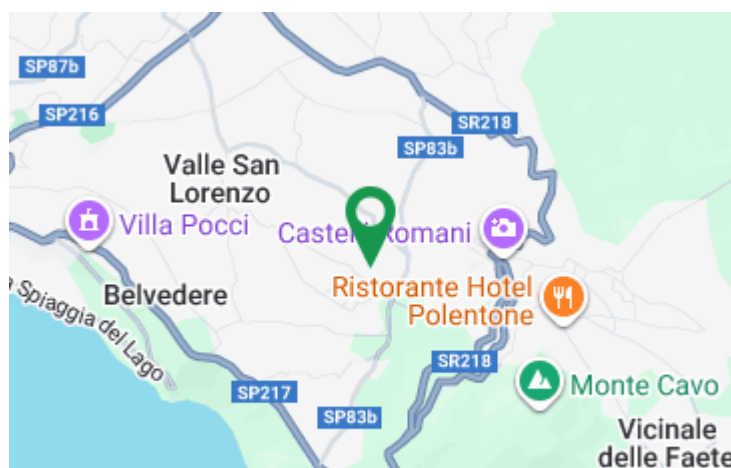 SP87b
SP216
SR218
SP83b
Valle San
Lorenzo
Villa Pocci
Castelli Romani
Ristorante Hotel
Polentone
Belvedere
Spiaggia del Lago
SR218
SP217
Monte Cavo
SP83b
Vicinale
delle Faete